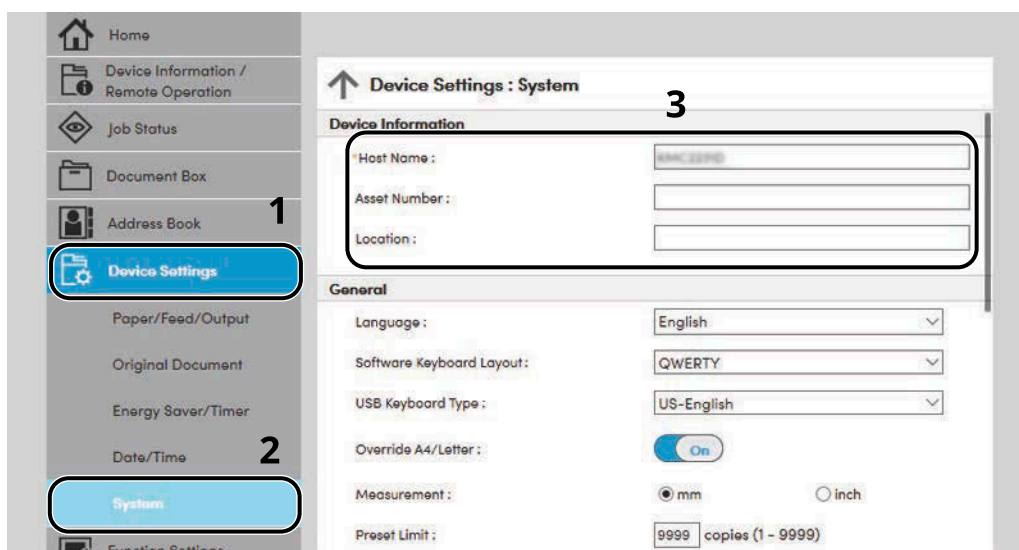 Home
Device Information /
Remote Operation
Job Status
Document Box
Address Book
1
Device Settings
Paper/Feed/Output
Original Document
Energy Saver/Timer
Date/Time
2
System
Function Settings
Device Settings : System
3
Device Information
*Host Name :
Asset Number :
Location :
General
Language : English
Software Keyboard Layout : QWERTY
USB Keyboard Type : US-English
Override A4/Letter : On
Measurement : mm inch
Preset Limit : 9999 copies (1 - 9999)